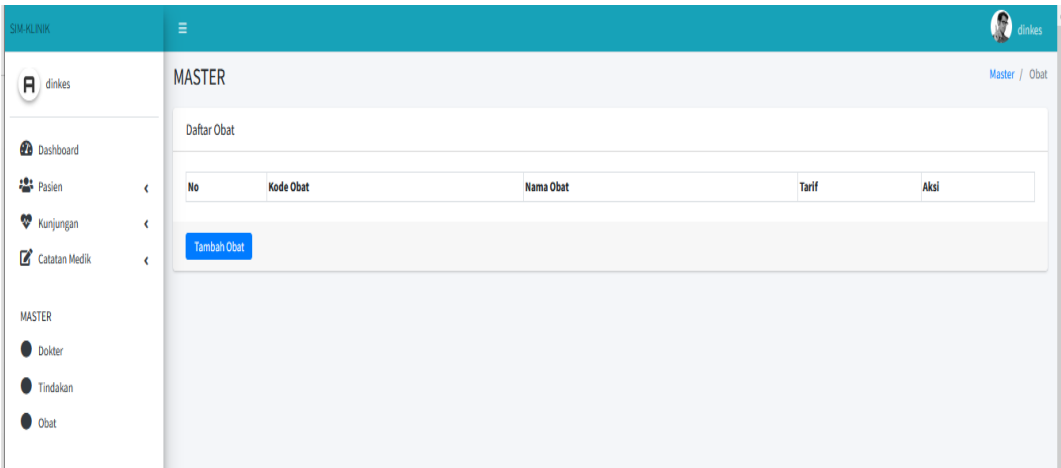 SIM-KLINIK
dinkes
dinkes
MASTER
Master / Obat
Dashboard
Pasien
Kunjungan
Catatan Medik
MASTER
Dokter
Tindakan
Obat
Daftar Obat
No Kode Obat Nama Obat Tarif Aksi
Tambah Obat